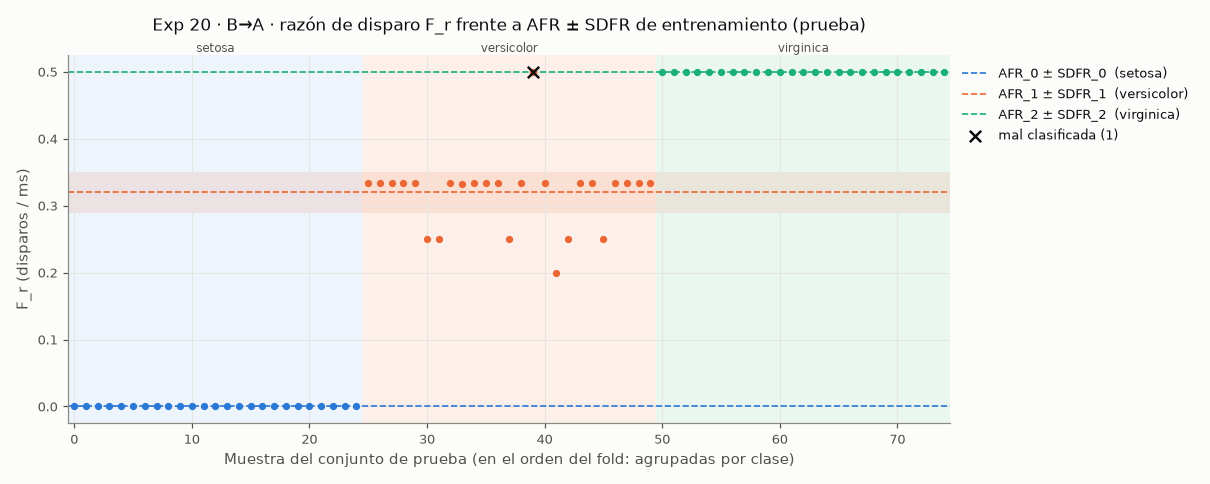 Exp 20 · B→A · razón de disparo F_r frente a AFR ± SDFR de entrenamiento (prueba)
setosa
versicolor
virginica
AFR_0 ± SDFR_0 (setosa)
AFR_1 ± SDFR_1 (versicolor)
AFR_2 ± SDFR_2 (virginica)
mal clasificada (1)
F_r (disparos / ms)
0.5
0.4
0.3
0.2
0.1
0.0
0 10 20 30 40 50 60 70
Muestra del conjunto de prueba (en el orden del fold: agrupadas por clase)